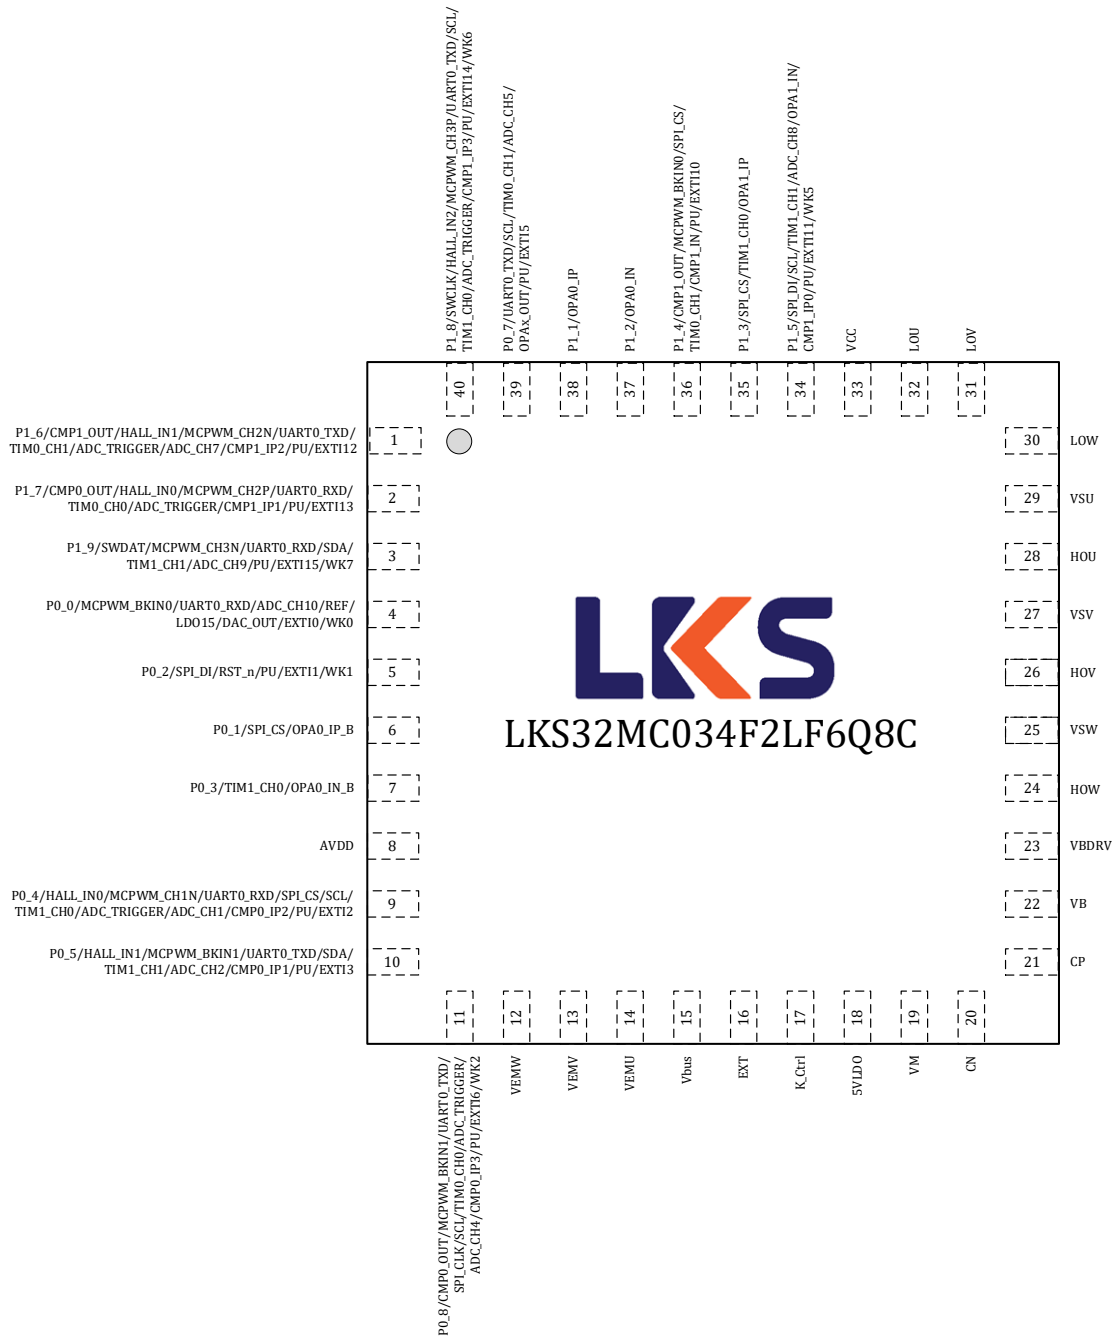 P1_8/SWCLK/HALL_IN2/MCPWM_CH3P/UART0_TXD/SCL/
TIM1_CH0/ADC_TRIGGER/CMP1_IP3/PU/EXTI14/WK6
P0_7/UART0_TXD/SCL/TIM0_CH1/ADC_CH5/
OPAx_OUT/PU/EXTI5
P1_1/OPA0_IP
P1_2/OPA0_IN
P1_4/CMP1_OUT/MCPWM_BKIN0/SPI_CS/
TIM0_CH1/CMP1_IN/PU/EXTI10
P1_3/SPI_CS/TIM1_CH0/OPA1_IP
P1_5/SPI_DI/SCL/TIM1_CH1/ADC_CH8/OPA1_IN/
CMP1_IP0/PU/EXTI11/WK5
VCC
LOU
LOV
40
39
38
37
36
35
34
33
32
31
P1_6/CMP1_OUT/HALL_IN1/MCPWM_CH2N/UART0_TXD/
TIM0_CH1/ADC_TRIGGER/ADC_CH7/CMP1_IP2/PU/EXTI12
1
P1_7/CMP0_OUT/HALL_IN0/MCPWM_CH2P/UART0_RXD/
TIM0_CH0/ADC_TRIGGER/CMP1_IP1/PU/EXTI13
2
P1_9/SWDAT/MCPWM_CH3N/UART0_RXD/SDA/
TIM1_CH1/ADC_CH9/PU/EXTI15/WK7
3
P0_0/MCPWM_BKIN0/UART0_RXD/ADC_CH10/REF/
LDO15/DAC_OUT/EXTI0/WK0
4
P0_2/SPI_DI/RST_n/PU/EXTI1/WK1
5
P0_1/SPI_CS/OPA0_IP_B
6
P0_3/TIM1_CH0/OPA0_IN_B
7
AVDD
8
P0_4/HALL_IN0/MCPWM_CH1N/UART0_RXD/SPI_CS/SCL/
TIM1_CH0/ADC_TRIGGER/ADC_CH1/CMP0_IP2/PU/EXTI2
9
P0_5/HALL_IN1/MCPWM_BKIN1/UART0_TXD/SDA/
TIM1_CH1/ADC_CH2/CMP0_IP1/PU/EXTI3
10
LKS
LKS32MC034F2LF6Q8C
30 LOW
29 VSU
28 HOU
27 VSV
26 HOV
25 VSW
24 HOW
23 VBDRV
22 VB
21 CP
11
12
13
14
15
16
17
18
19
20
P0_8/CMP0_OUT/MCPWM_BKIN1/UART0_TXD/
SPI_CLK/SCL/TIM0_CH0/ADC_TRIGGER/
ADC_CH4/CMP0_IP3/PU/EXTI6/WK2
VEMW
VEMV
VEMU
Vbus
EXT
K_Ctrl
5VLDO
VM
CN